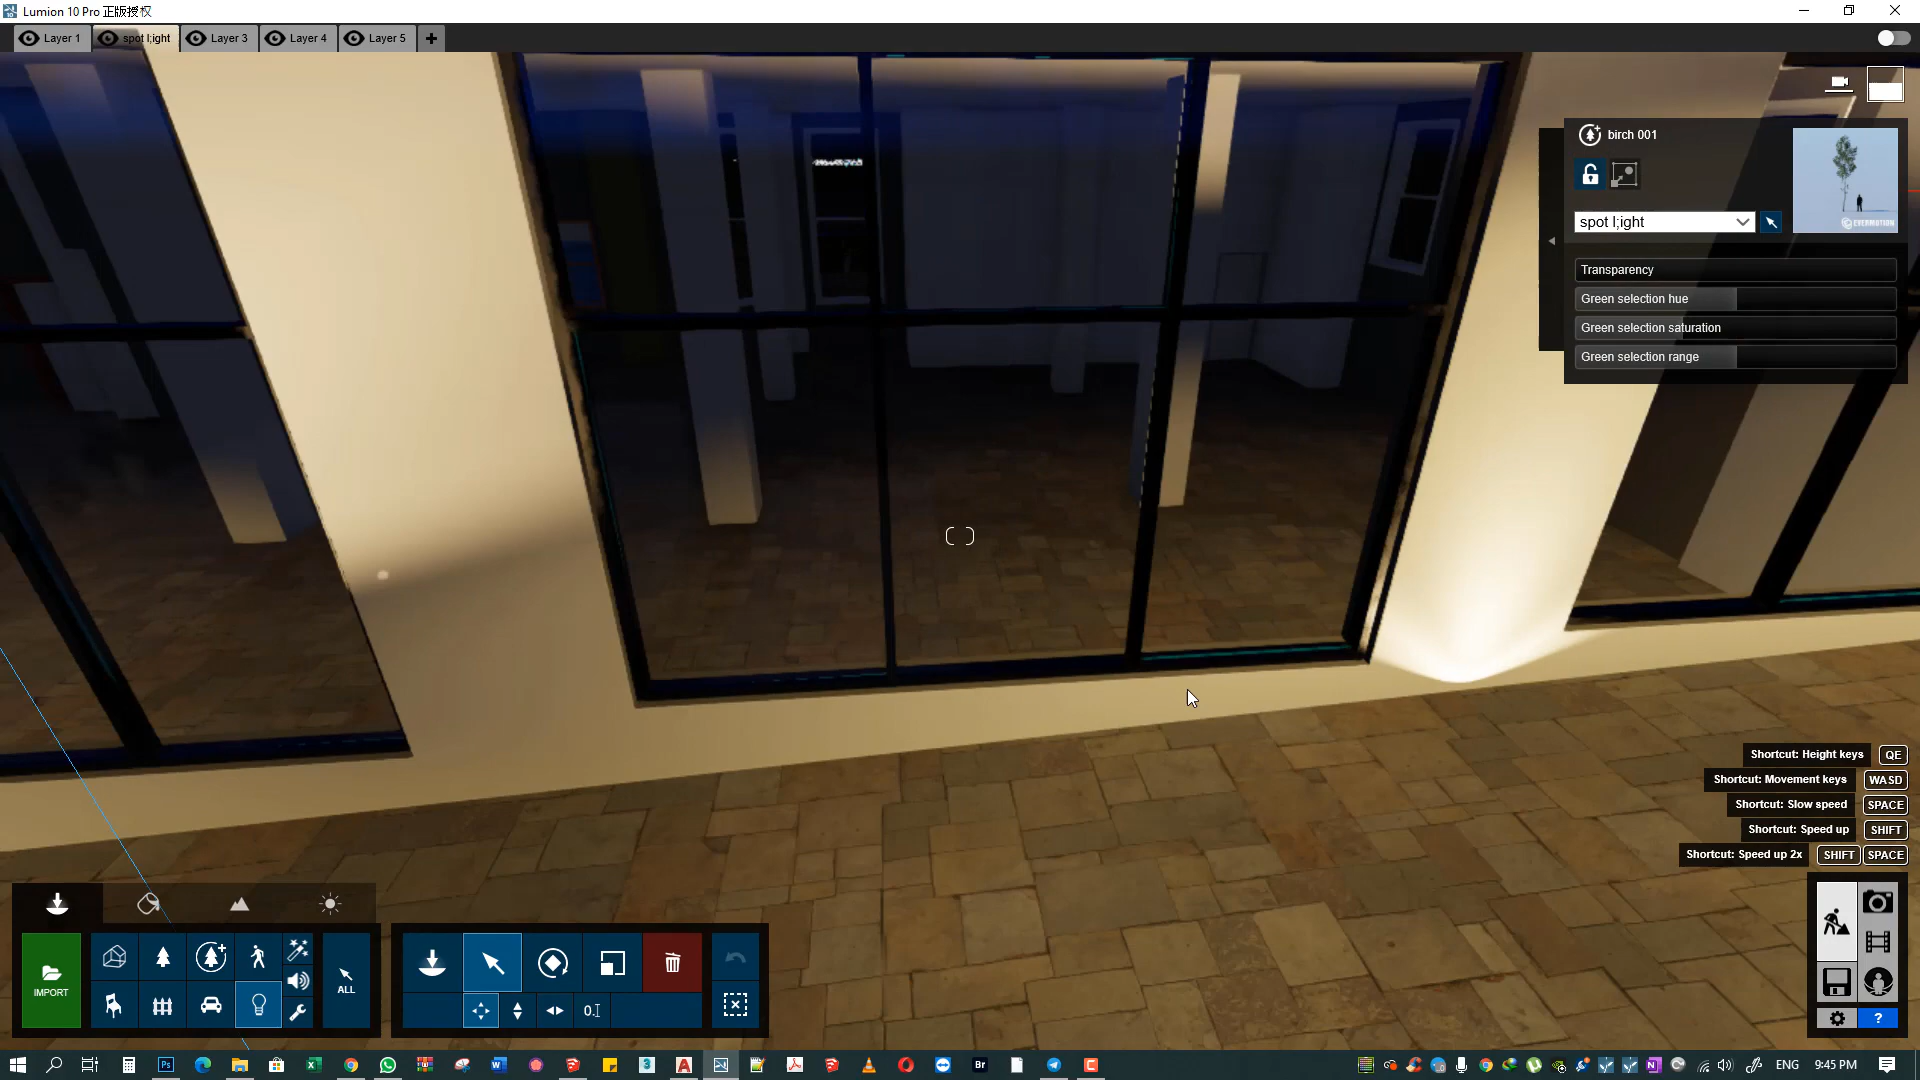 Lumion 10 Pro 正版授权
Layer 1
spot l;ight
Layer 3
Layer 4
Layer 5
birch 001
EVERMOTION
spot l;ight
Transparency
Green selection hue
Green selection saturation
Green selection range
Shortcut: Height keys QE
Shortcut: Movement keys WASD
Shortcut: Slow speed SPACE
Shortcut: Speed up SHIFT
Shortcut: Speed up 2x SHIFT SPACE
IMPORT
ALL
?
ENG 9:45 PM